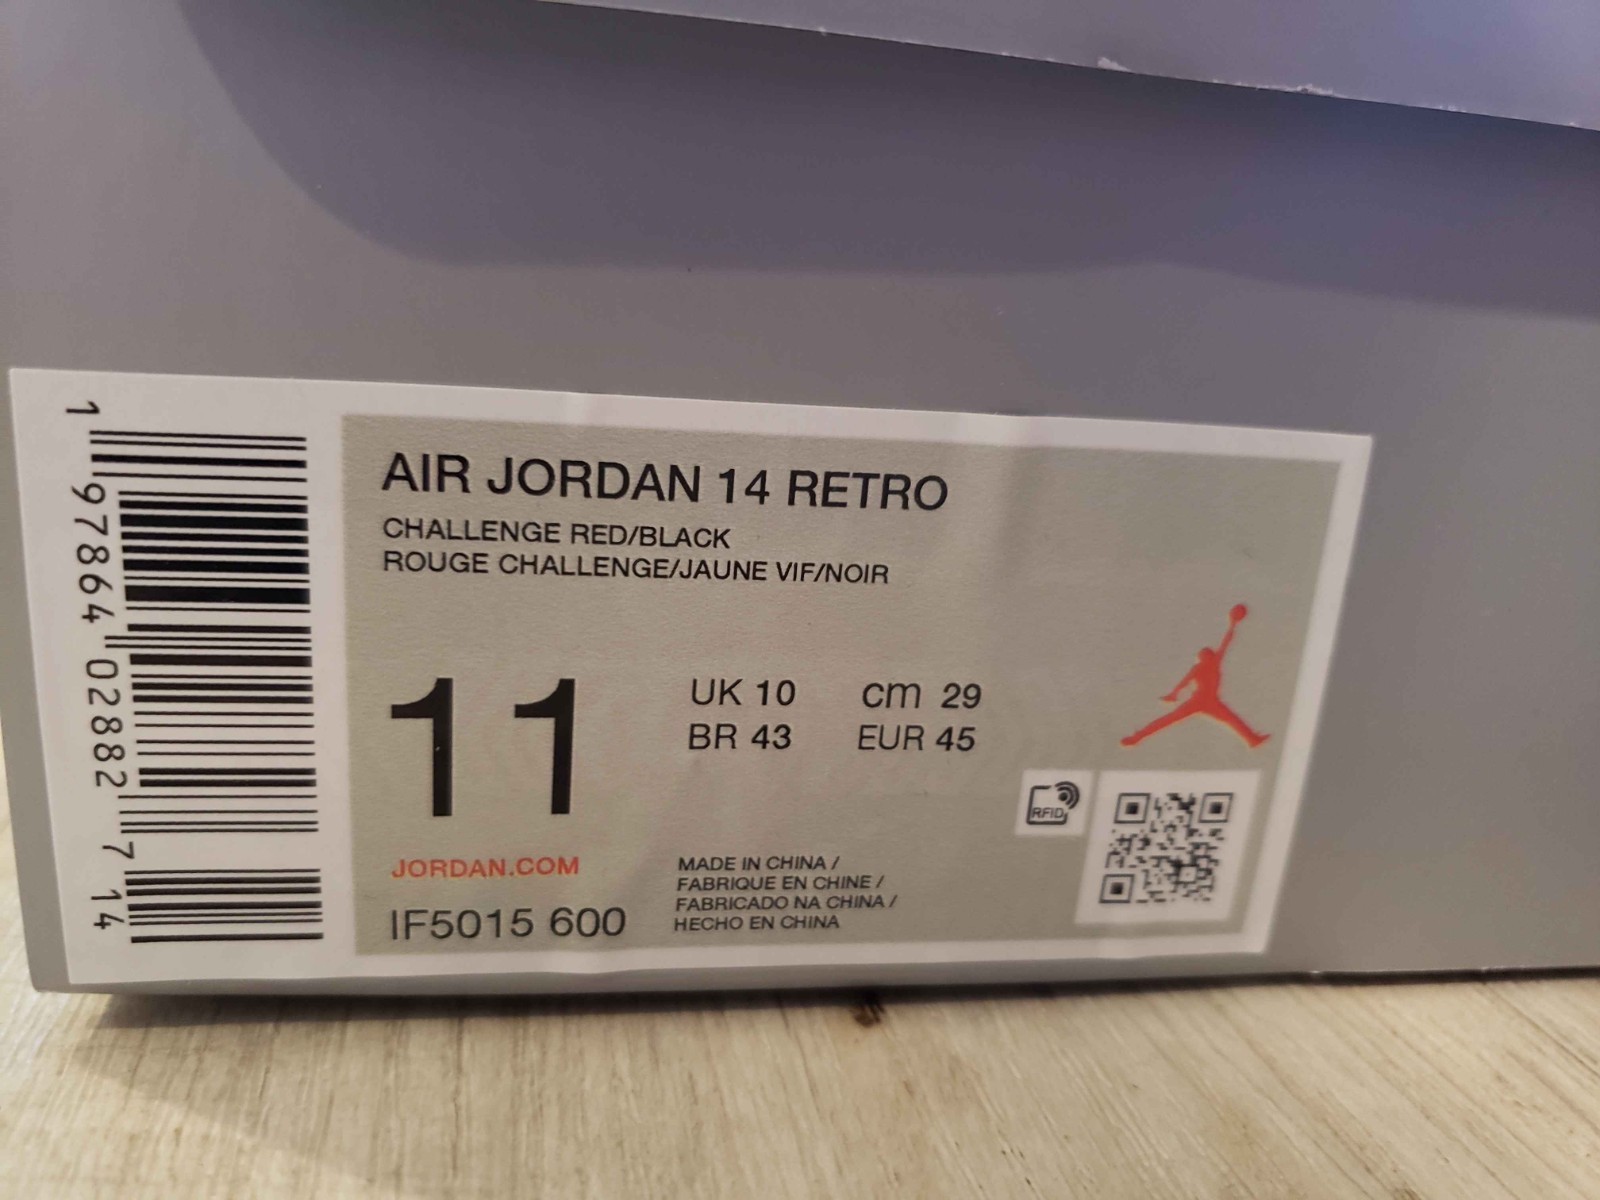 AIR JORDAN 14 RETRO
CHALLENGE RED/BLACK
ROUGE CHALLENGE/JAUNE VIF/NOIR
11
UK 10 cm 29
BR 43 EUR 45
RFID
JORDAN.COM
IF5015 600
MADE IN CHINA /
FABRIQUE EN CHINE /
FABRICADO NA CHINA /
HECHO EN CHINA
1 97864 02882 7 14